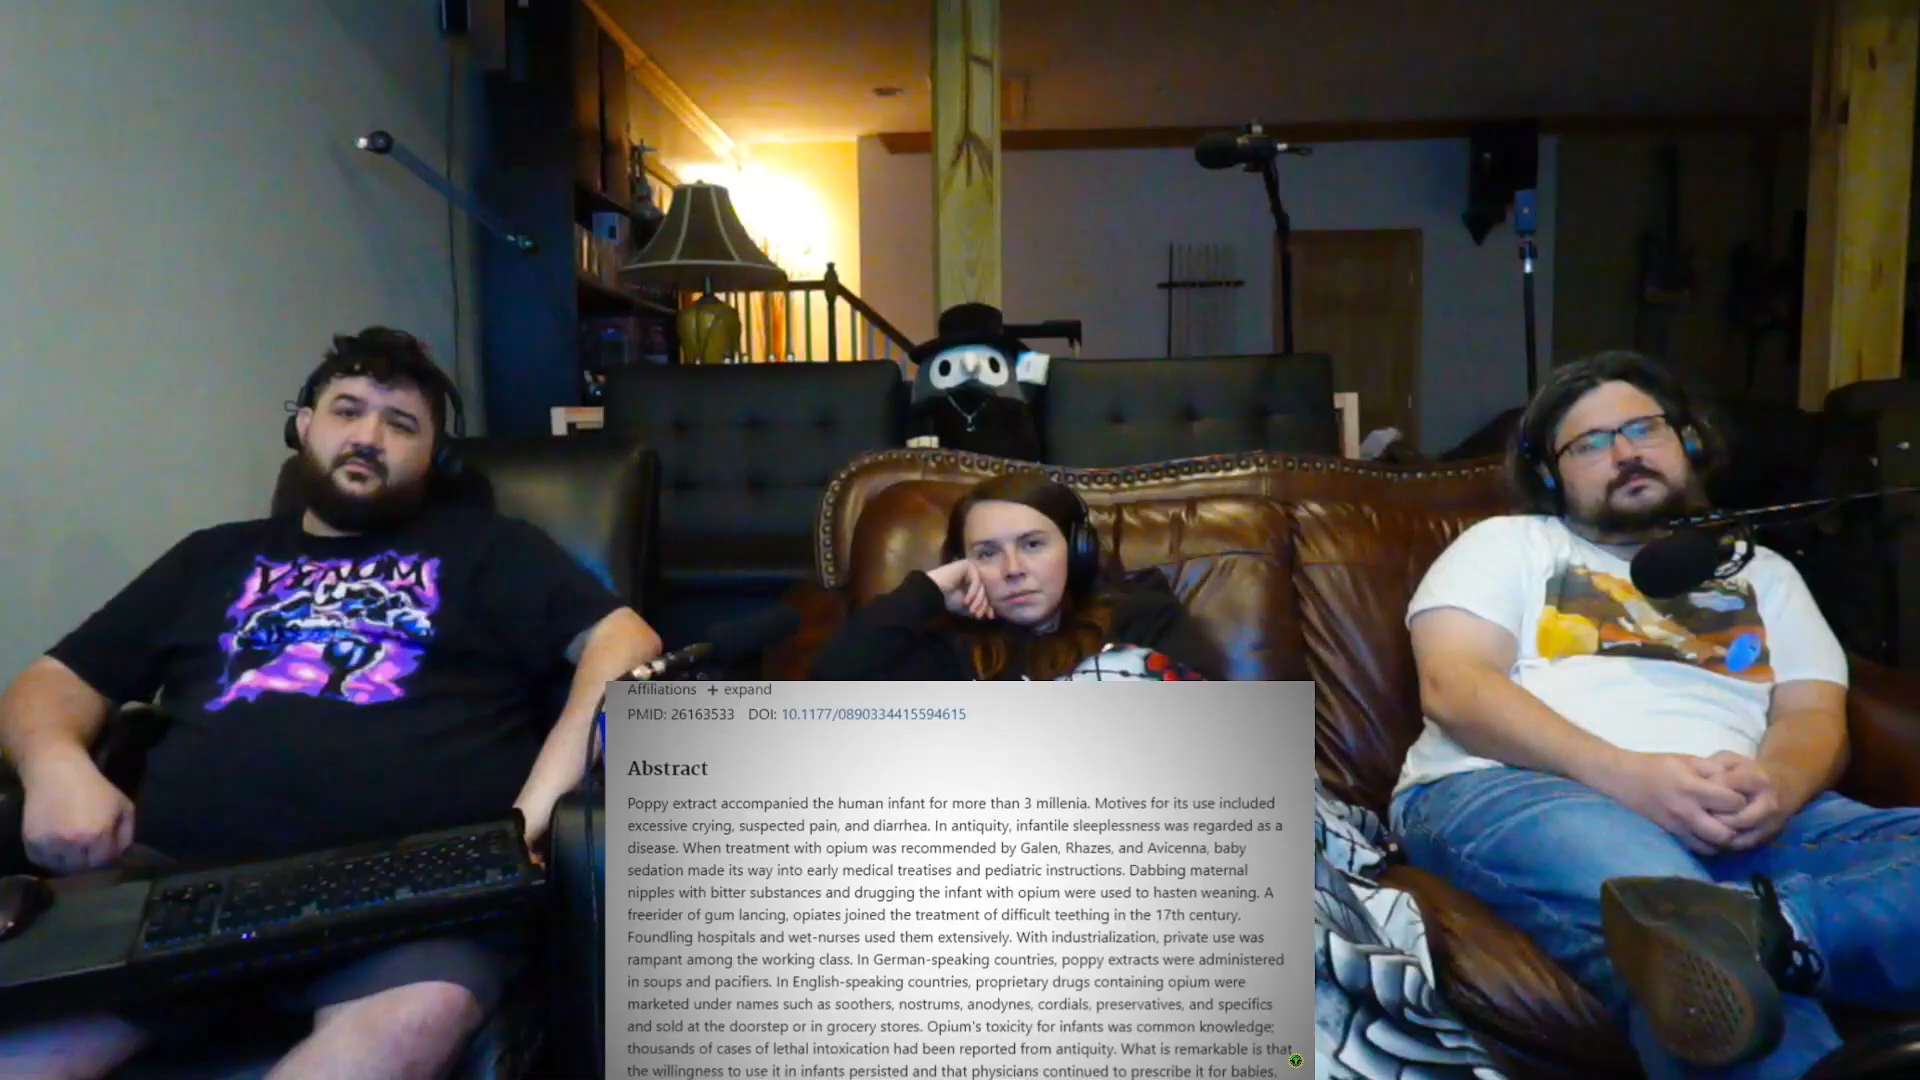 VENOM
Affiliations + expand
PMID: 26163533 DOI: 10.1177/0890334415594615
Abstract
Poppy extract accompanied the human infant for more than 3 millenia. Motives for its use included
excessive crying, suspected pain, and diarrhea. In antiquity, infantile sleeplessness was regarded as a
disease. When treatment with opium was recommended by Galen, Rhazes, and Avicenna, baby
sedation made its way into early medical treatises and pediatric instructions. Dabbing maternal
nipples with bitter substances and drugging the infant with opium were used to hasten weaning. A
freerider of gum lancing, opiates joined the treatment of difficult teething in the 17th century.
Foundling hospitals and wet-nurses used them extensively. With industrialization, private use was
rampant among the working class. In German-speaking countries, poppy extracts were administered
in soups and pacifiers. In English-speaking countries, proprietary drugs containing opium were
marketed under names such as soothers, nostrums, anodynes, cordials, preservatives, and specifics
and sold at the doorstep or in grocery stores. Opium's toxicity for infants was common knowledge;
thousands of cases of lethal intoxication had been reported from antiquity. What is remarkable is that
the willingness to use it in infants persisted and that physicians continued to prescribe it for babies.